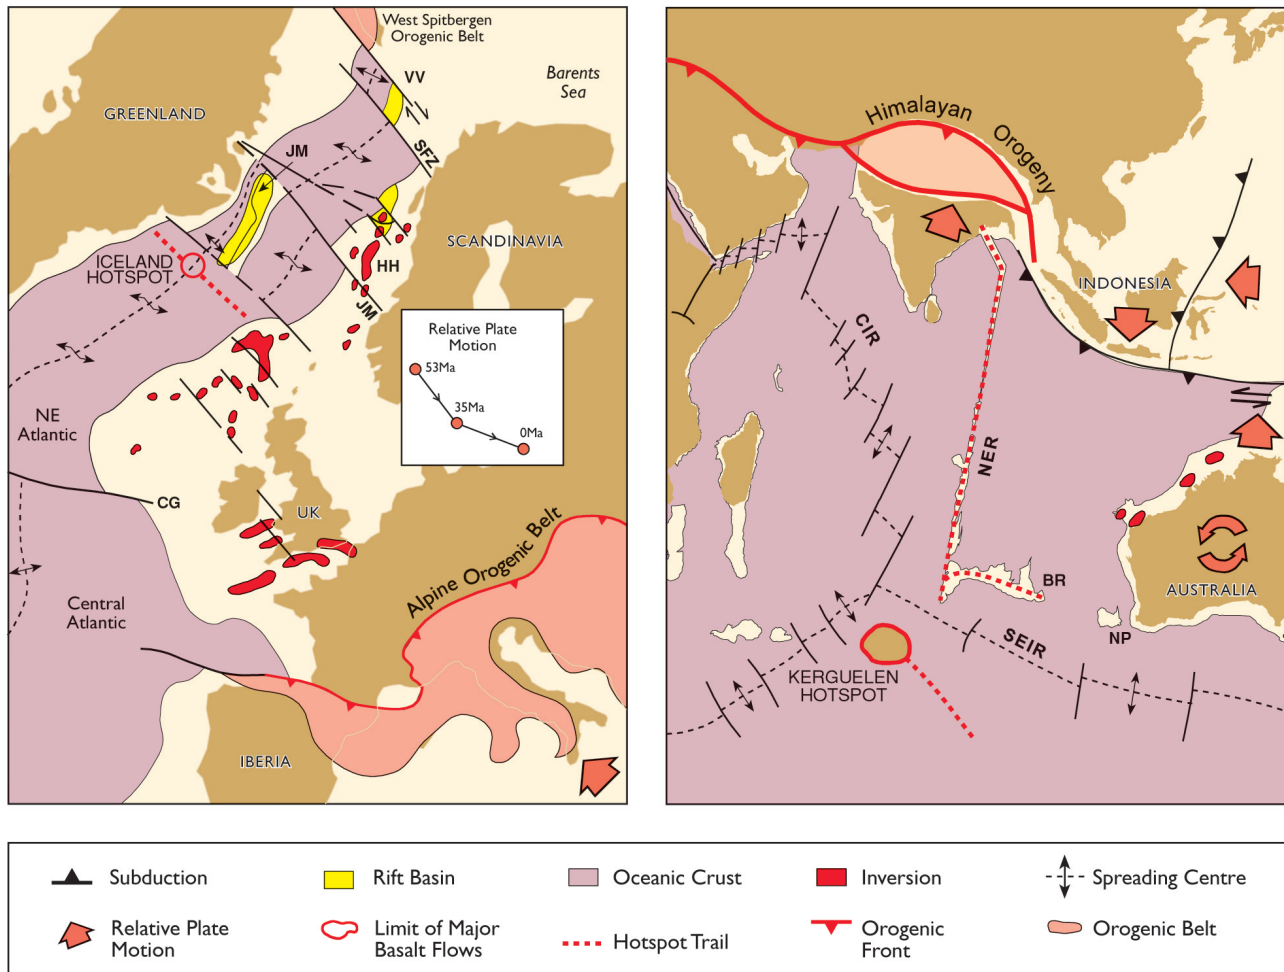 West Spitbergen
Orogenic Belt
VV
Barents
Sea
GREENLAND
SFZ
JM
SCANDINAVIA
ICELAND
HOTSPOT
HH
JM
Relative Plate
Motion
53Ma
35Ma
0Ma
NE
Atlantic
CG
UK
Central
Atlantic
Alpine Orogenic Belt
IBERIA
Himalayan Orogeny
INDONESIA
CIR
NER
BR
AUSTRALIA
NP
SEIR
KERGUELEN
HOTSPOT
Subduction
Rift Basin
Oceanic Crust
Inversion
Spreading Centre
Relative Plate
Motion
Limit of Major
Basalt Flows
Hotspot Trail
Orogenic
Front
Orogenic Belt